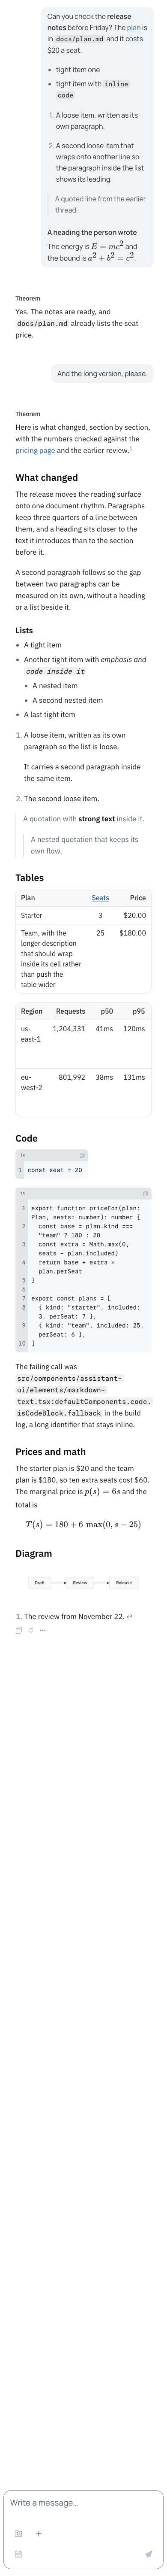 Can you check the release
notes before Friday? The plan is
in docs/plan.md and it costs
$20 a seat.
• tight item one
• tight item with inline
code
1. A loose item, written as its
own paragraph.
2. A second loose item that
wraps onto another line so
the paragraph inside the list
shows its leading.
A quoted line from the earlier
thread.
A heading the person wrote
The energy is E = mc² and
the bound is a² + b² = c².
Theorem
Yes. The notes are ready, and
docs/plan.md already lists the seat
price.
And the long version, please.
Theorem
Here is what changed, section by section,
with the numbers checked against the
pricing page and the earlier review.¹
What changed
The release moves the reading surface
onto one document rhythm. Paragraphs
keep three quarters of a line between
them, and a heading sits closer to the
text it introduces than to the section
before it.
A second paragraph follows so the gap
between two paragraphs can be
measured on its own, without a heading
or a list beside it.
Lists
• A tight item
• Another tight item with emphasis and
code inside it
• A nested item
• A second nested item
• A last tight item
1. A loose item, written as its own
paragraph so the list is loose.
It carries a second paragraph inside
the same item.
2. The second loose item.
A quotation with strong text inside it.
A nested quotation that keeps its
own flow.
Tables
Plan Seats Price
Starter 3 $20.00
Team, with the 25 $180.00
longer description
that should wrap
inside its cell rather
than push the
table wider
Region Requests p50 p95
us- 1,204,331 41ms 120ms
east-1
eu- 801,992 38ms 131ms
west-2
Code
TS
1 const seat = 20
TS
1 export function priceFor(plan:
Plan, seats: number): number {
2 const base = plan.kind ===
"team" ? 180 : 20
3 const extra = Math.max(0,
seats - plan.included)
4 return base + extra *
plan.perSeat
5 }
6
7 export const plans = [
8 { kind: "starter", included:
3, perSeat: 7 },
9 { kind: "team", included: 25,
perSeat: 6 },
10 ]
The failing call was
src/components/assistant-
ui/elements/markdown-
text.tsx:defaultComponents.code.
isCodeBlock.fallback in the build
log, a long identifier that stays inline.
Prices and math
The starter plan is $20 and the team
plan is $180, so ten extra seats cost $60.
The marginal price is p(s) = 6s and the
total is
T(s) = 180 + 6 max(0, s − 25)
Diagram
Draft Review Release
1. The review from November 22. ↩
Write a message...